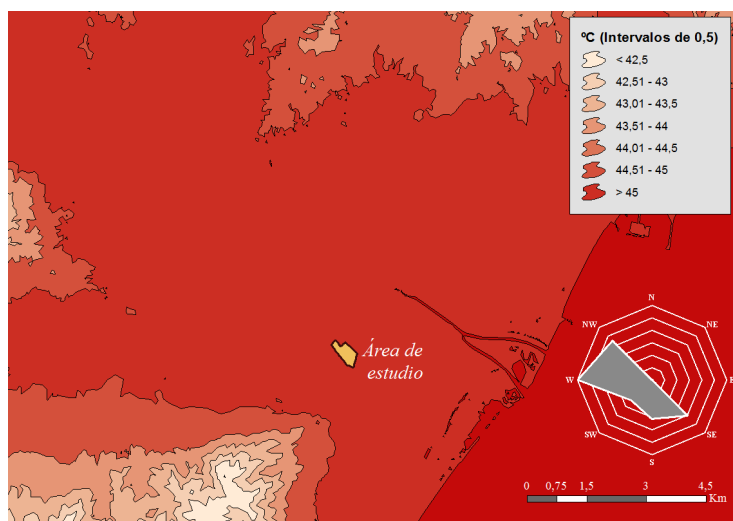 ºC (Intervalos de 0,5)
< 42,5
42,51 - 43
43,01 - 43,5
43,51 - 44
44,01 - 44,5
44,51 - 45
> 45
Área de
estudio
N
NW
NE
W
E
SW
SE
S
0 0,75 1,5 3 4,5
Km